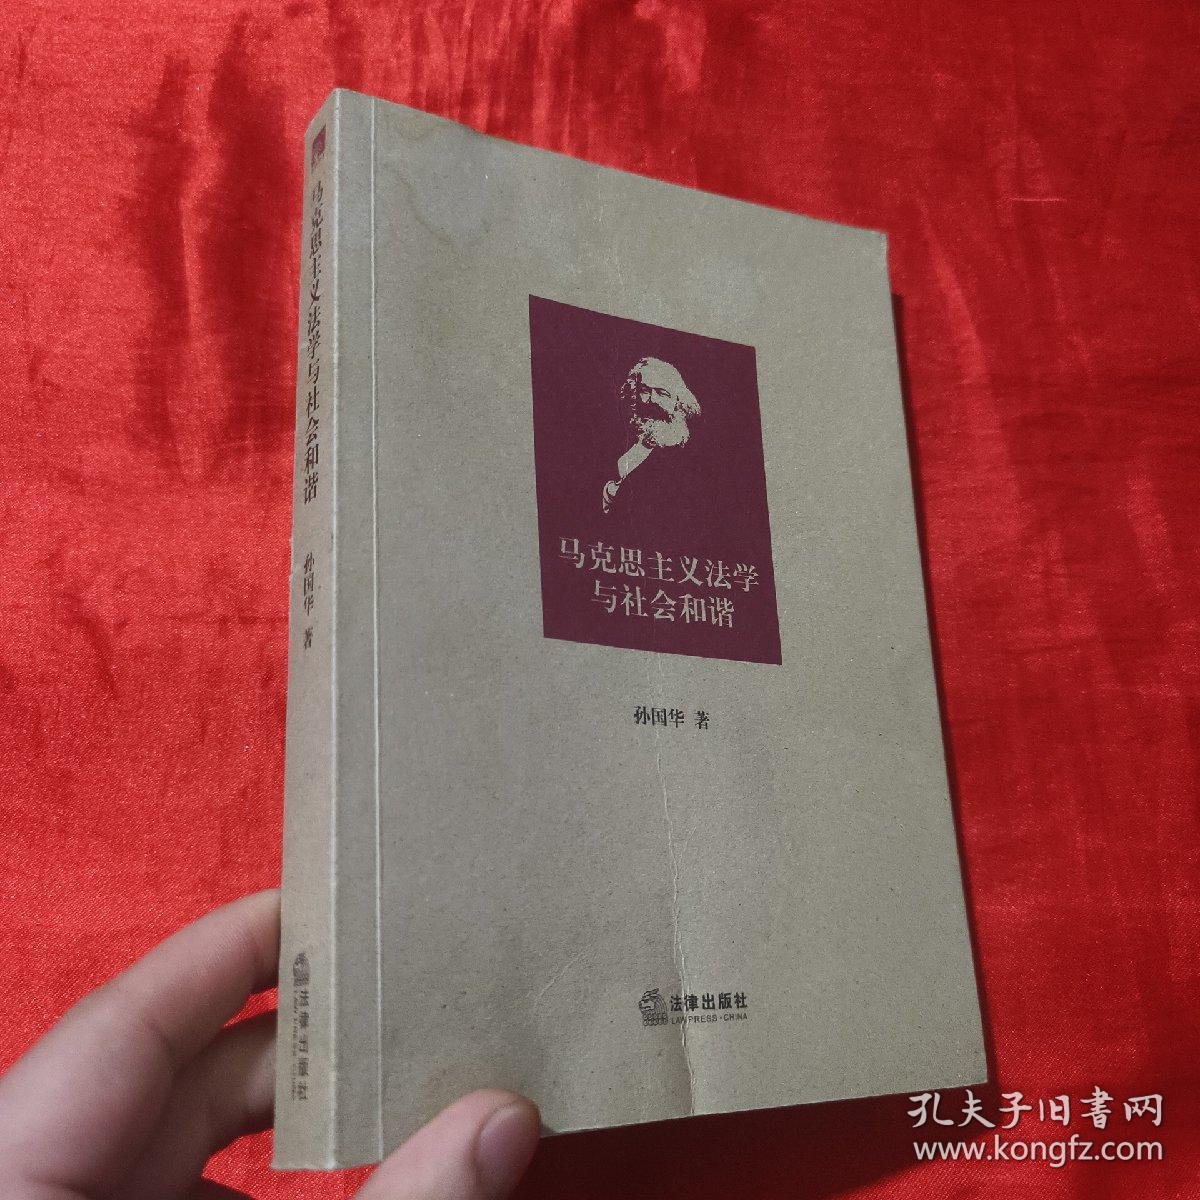 马克思主义法学与社会和谐
孙国华 著
法律出版社
马克思主义法学
与社会和谐
孙国华 著
法律出版社
LAW PRESS·CHINA
孔夫子旧书网
www.kongfz.com